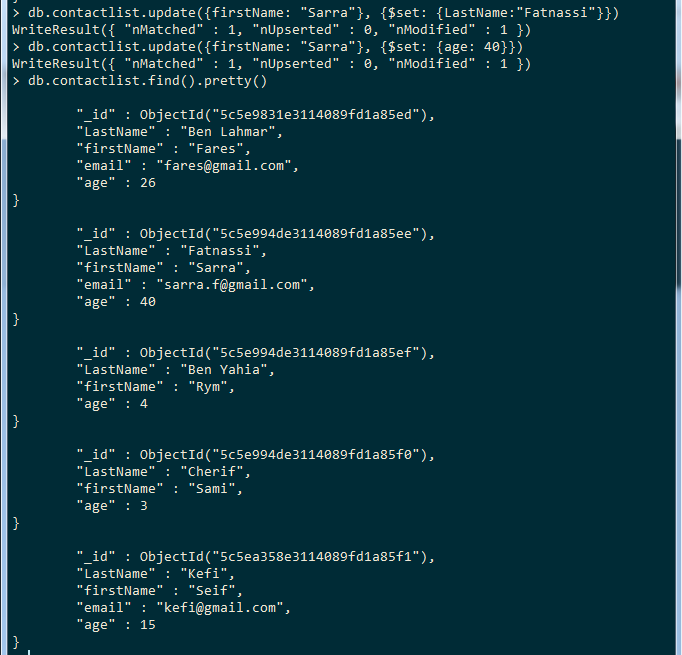 > db.contactlist.update({firstName: "Sarra"}, {$set: {LastName:"Fatnassi"}})
WriteResult({ "nMatched" : 1, "nUpserted" : 0, "nModified" : 1 })
> db.contactlist.update({firstName: "Sarra"}, {$set: {age: 40}})
WriteResult({ "nMatched" : 1, "nUpserted" : 0, "nModified" : 1 })
> db.contactlist.find().pretty()
"_id" : ObjectId("5c5e9831e3114089fd1a85ed"),
"LastName" : "Ben Lahmar",
"firstName" : "Fares",
"email" : "fares@gmail.com",
"age" : 26
}
"_id" : ObjectId("5c5e994de3114089fd1a85ee"),
"LastName" : "Fatnassi",
"firstName" : "Sarra",
"email" : "sarra.f@gmail.com",
"age" : 40
}
"_id" : ObjectId("5c5e994de3114089fd1a85ef"),
"LastName" : "Ben Yahia",
"firstName" : "Rym",
"age" : 4
}
"_id" : ObjectId("5c5e994de3114089fd1a85f0"),
"LastName" : "Cherif",
"firstName" : "Sami",
"age" : 3
}
"_id" : ObjectId("5c5ea358e3114089fd1a85f1"),
"LastName" : "Kefi",
"firstName" : "Seif",
"email" : "kefi@gmail.com",
"age" : 15
}